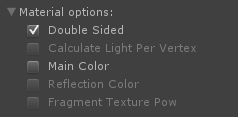 Material options:
Double Sided
Calculate Light Per Vertex
Main Color
Reflection Color
Fragment Texture Pow